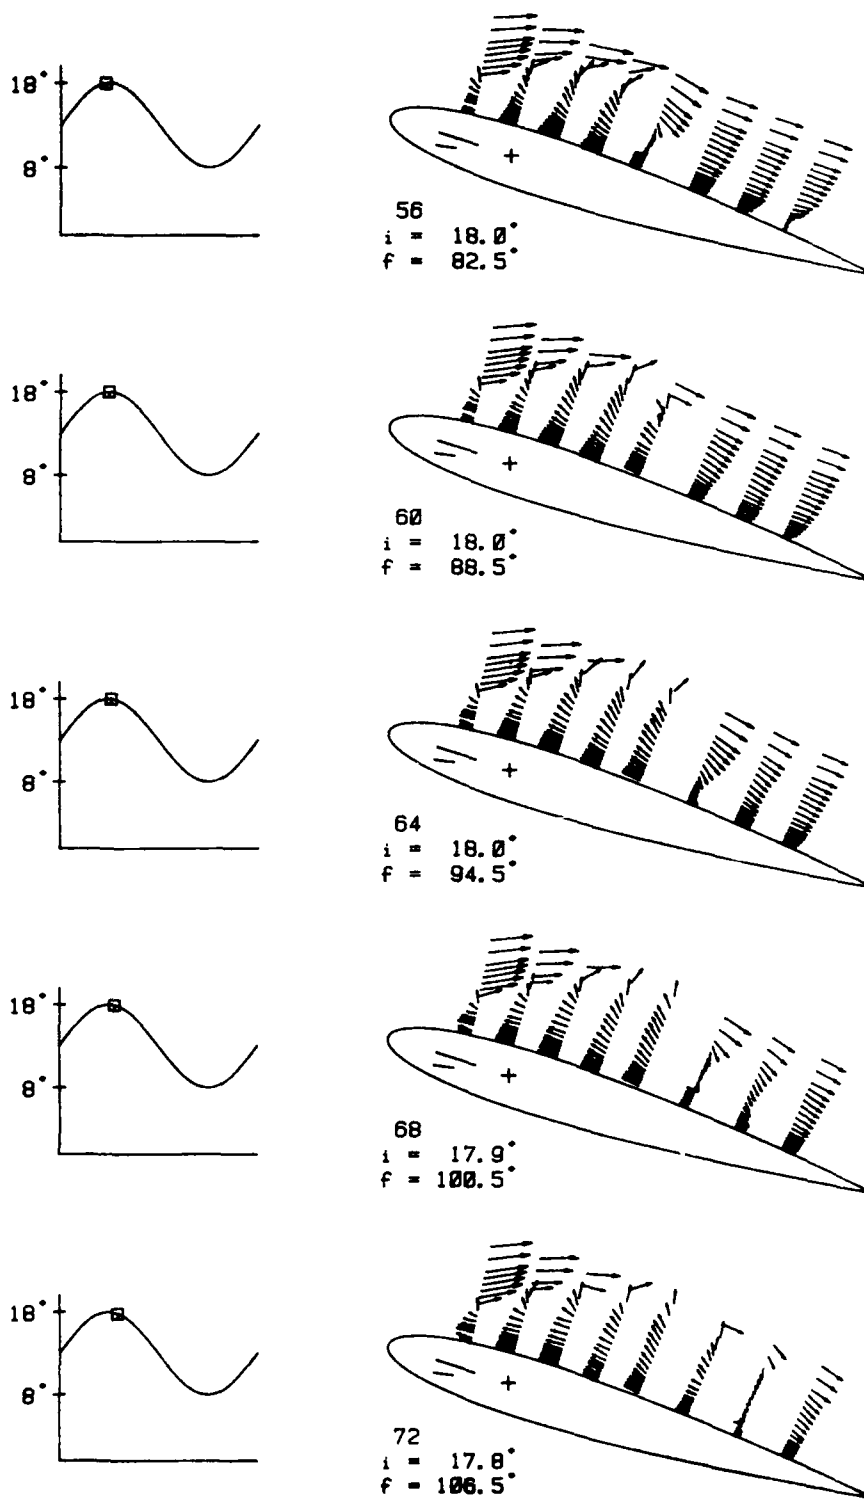 18°
8°
56
i = 18.0°
f = 82.5°
18°
8°
60
i = 18.0°
f = 88.5°
18°
8°
64
i = 18.0°
f = 94.5°
18°
8°
68
i = 17.9°
f = 100.5°
18°
8°
72
i = 17.8°
f = 106.5°